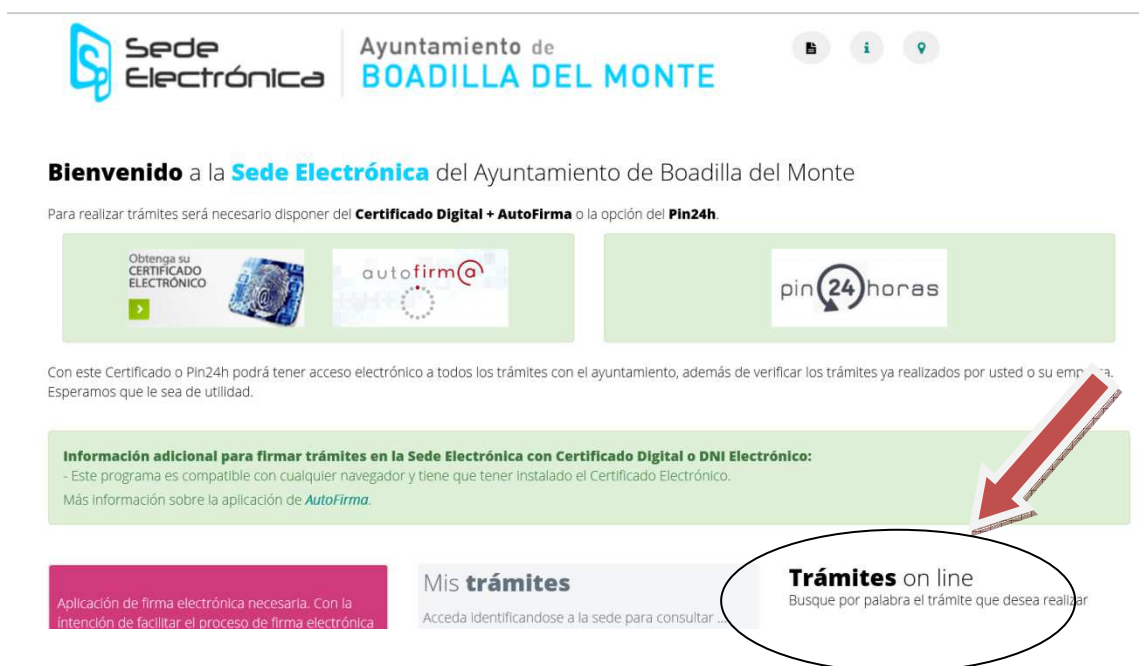 Sede
Electrónica
Ayuntamiento de
BOADILLA DEL MONTE
Bienvenido a la Sede Electrónica del Ayuntamiento de Boadilla del Monte
Para realizar trámites será necesario disponer del Certificado Digital + AutoFirma o la opción del Pin24h.
Obtenga su
CERTIFICADO
ELECTRÓNICO
autofirm@
pin24horas
Con este Certificado o Pin24h podrá tener acceso electrónico a todos los trámites con el ayuntamiento, además de verificar los trámites ya realizados por usted o su
Esperamos que le sea de utilidad.
Información adicional para firmar trámites en la Sede Electrónica con Certificado Digital o DNI Electrónico:
- Este programa es compatible con cualquier navegador y tiene que tener instalado el Certificado Electrónico.
Más información sobre la aplicación de AutoFirma.
Aplicación de firma electrónica necesaria. Con la
intención de facilitar el proceso de firma electrónica
Mis trámites
Acceda identificandose a la sede para consultar ...
Trámites on line
Busque por palabra el trámite que desea realizar